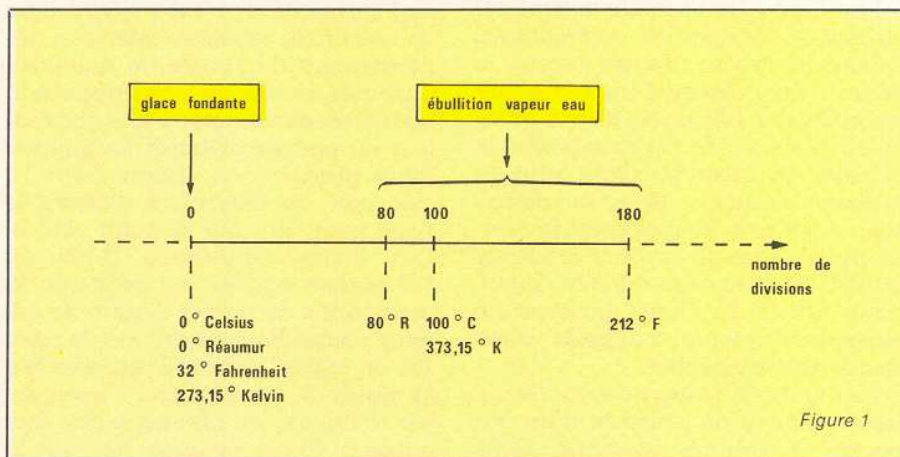 glace fondante
ébullition vapeur eau
0
80
100
180
nombre de
divisions
0° Celsius
0° Réaumur
32° Fahrenheit
273,15° Kelvin
80° R
100° C
373,15° K
212° F
Figure 1